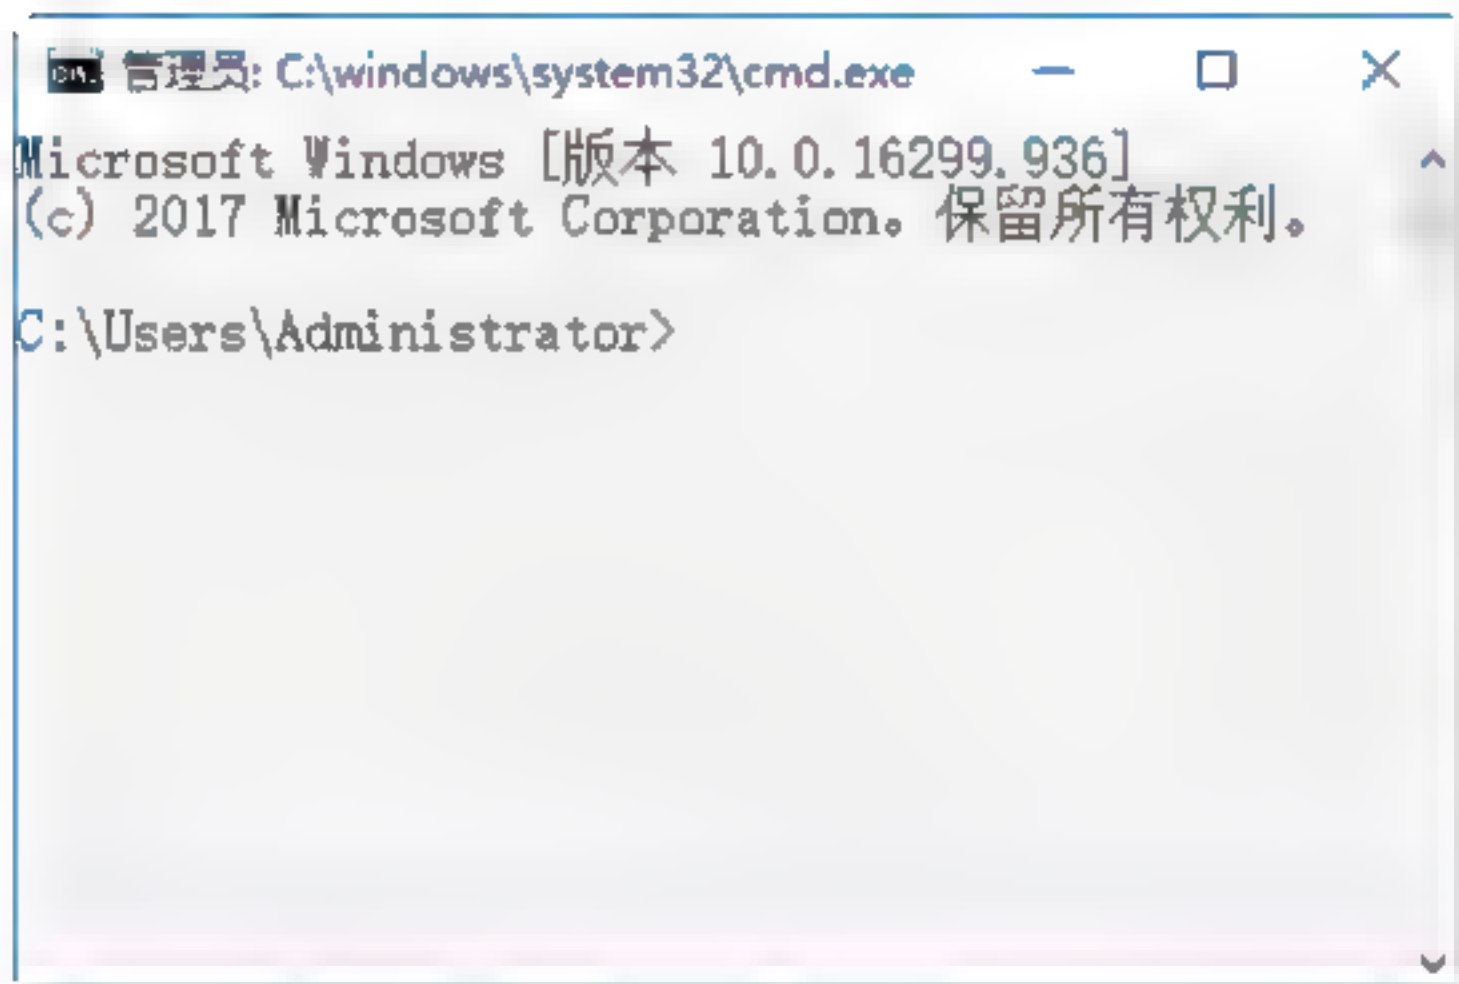 管理员: C:\windows\system32\cmd.exe
Microsoft Windows [版本 10.0.16299.936]
(c) 2017 Microsoft Corporation。保留所有权利。
C:\Users\Administrator>